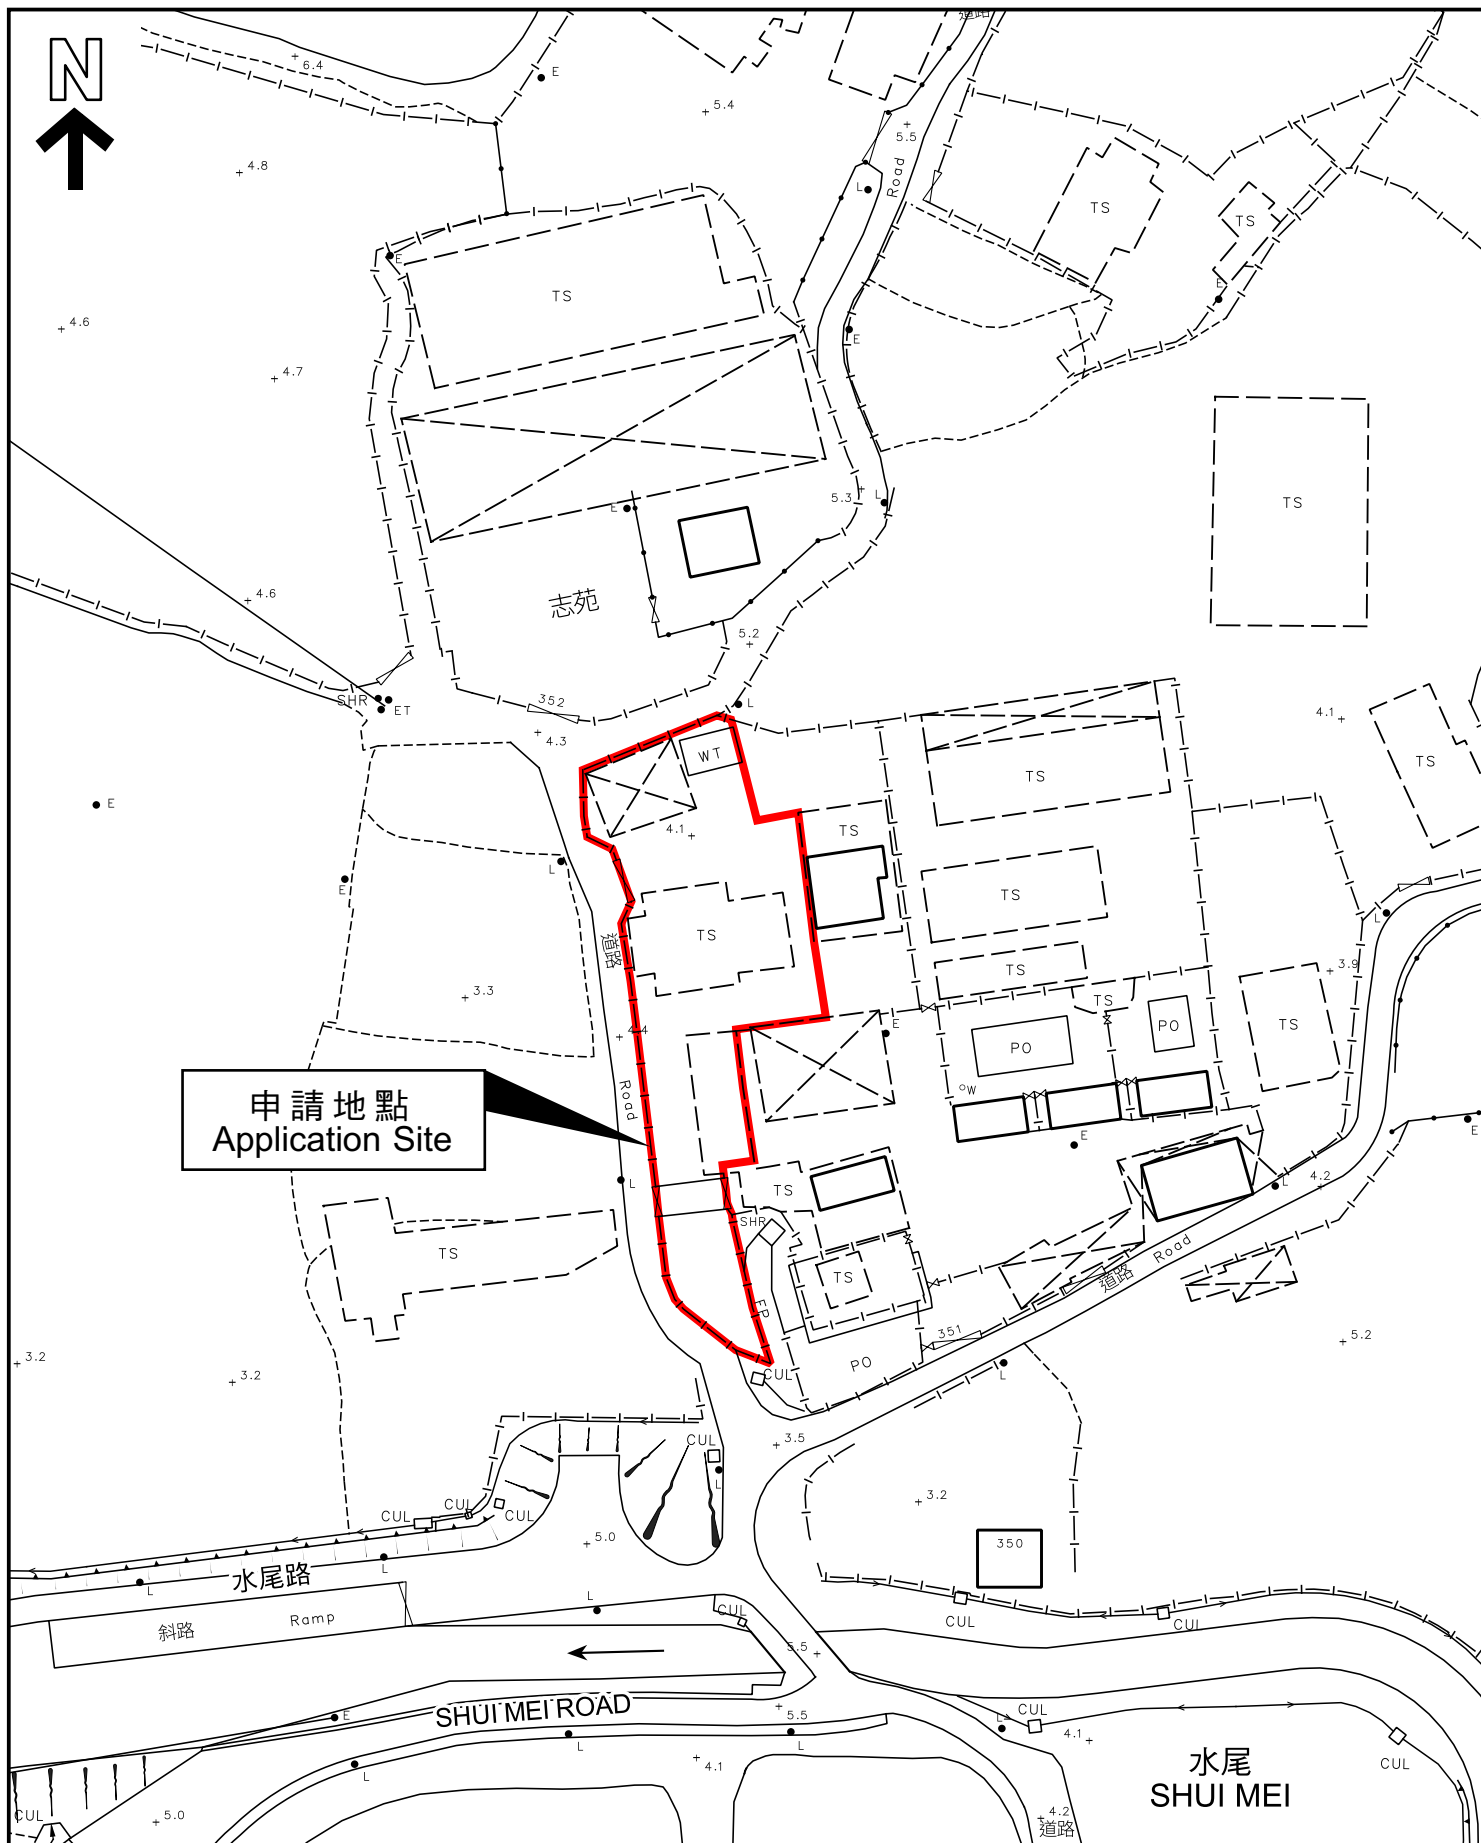 道路
N
6.4
E
5.4
5.5
4.8
Road
L
TS
TS
E
TS
E
4.6
E
4.7
TS
5.3
L
E
志苑
4.6
5.2
SHR
ET
352
L
4.3
4.1
WT
TS
TS
E
4.1
TS
L
E
TS
L
道路
TS
TS
3.9
3.3
TS
PO
TS
4.4
E
PO
W
申請地點
Application Site
Road
E
E
L
TS
4.2
L
SHR
TS
Road
道路
TS
FP
351
5.2
3.2
PO
3.2
CUL
L
CUL
3.5
L
3.2
CUL
CUL
CUL
5.0
350
水尾路
L
L
L
CUL
CUL
CUL
斜路
Ramp
5.5
SHUI MEI ROAD
E
5.5
L
CUL
L
L
4.1
CUL
L
4.1
水尾
SHUI MEI
CUL
5.0
4.2
道路